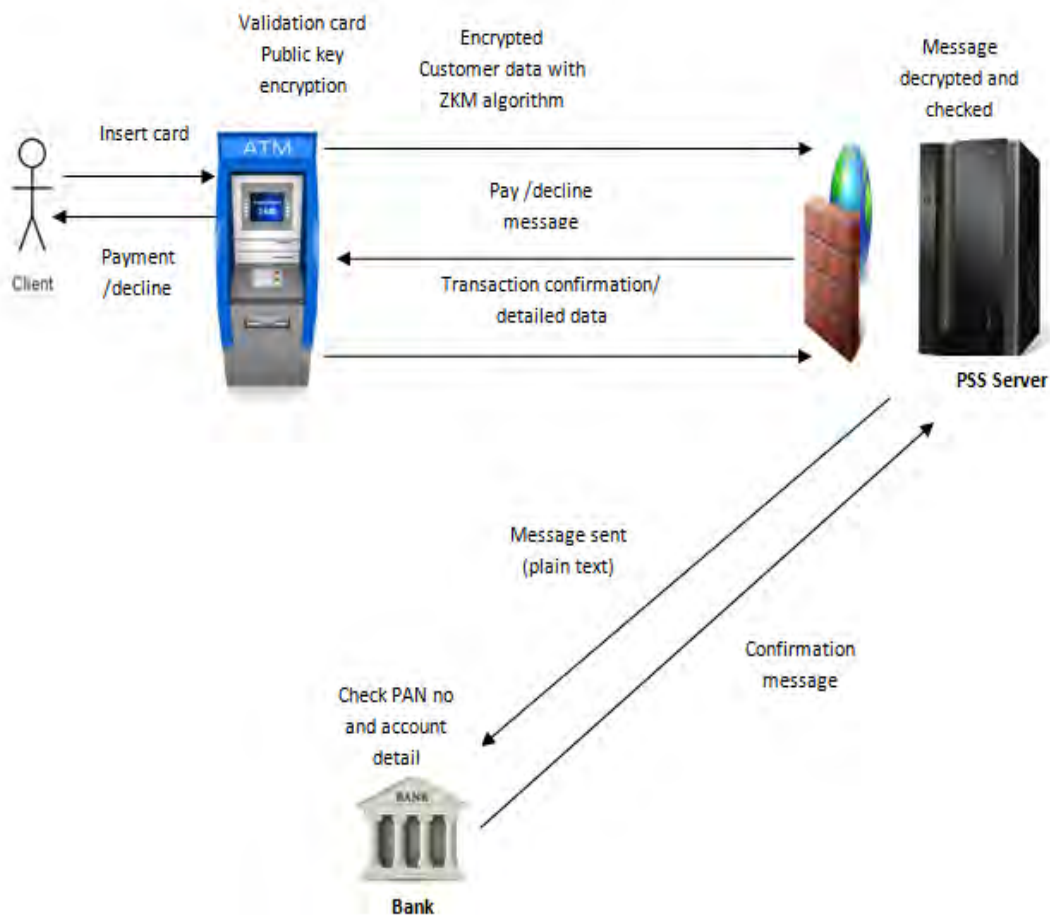 Validation card
Public key
encryption
Encrypted
Customer data with
ZKM algorithm
Message
decrypted and
checked
Insert card
ATM
Pay /decline
message
Payment
/decline
Client
Transaction confirmation/
detailed data
PSS Server
Message sent
(plain text)
Confirmation
message
Check PAN no
and account
detail
BANK
Bank